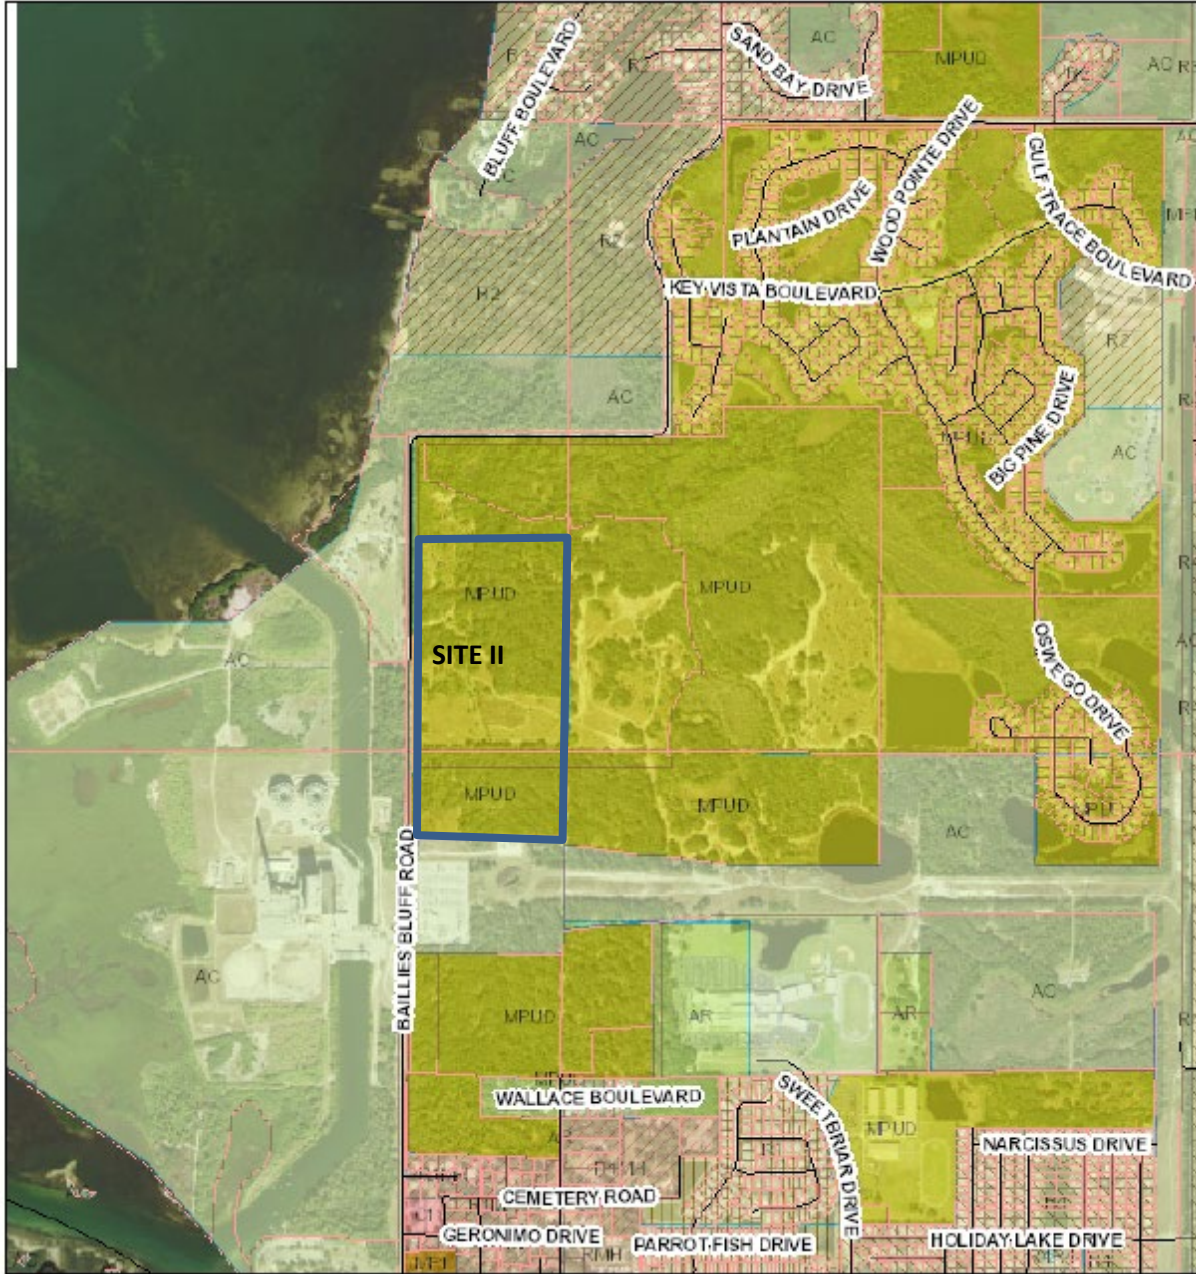 BLUFF BOULEVARD
SAND BAY DRIVE
AC
MPUD
AC
AC
R2
WOOD POINTE DRIVE
GULF TRACE BOULEVARD
PLANTAIN DRIVE
KEY VISTA BOULEVARD
R2
R2
AC
BIG PINE DRIVE
AC
MPUD
MPUD
SITE II
AC
OSWEGO DRIVE
MPUD
MPUD
AC
BAILLIES BLUFF ROAD
AC
MPUD
AR
AR
AC
WALLACE BOULEVARD
SWEETBRIAR DRIVE
MPUD
NARCISSUS DRIVE
CEMETERY ROAD
GERONIMO DRIVE
PARROT FISH DRIVE
HOLIDAY LAKE DRIVE
RMH